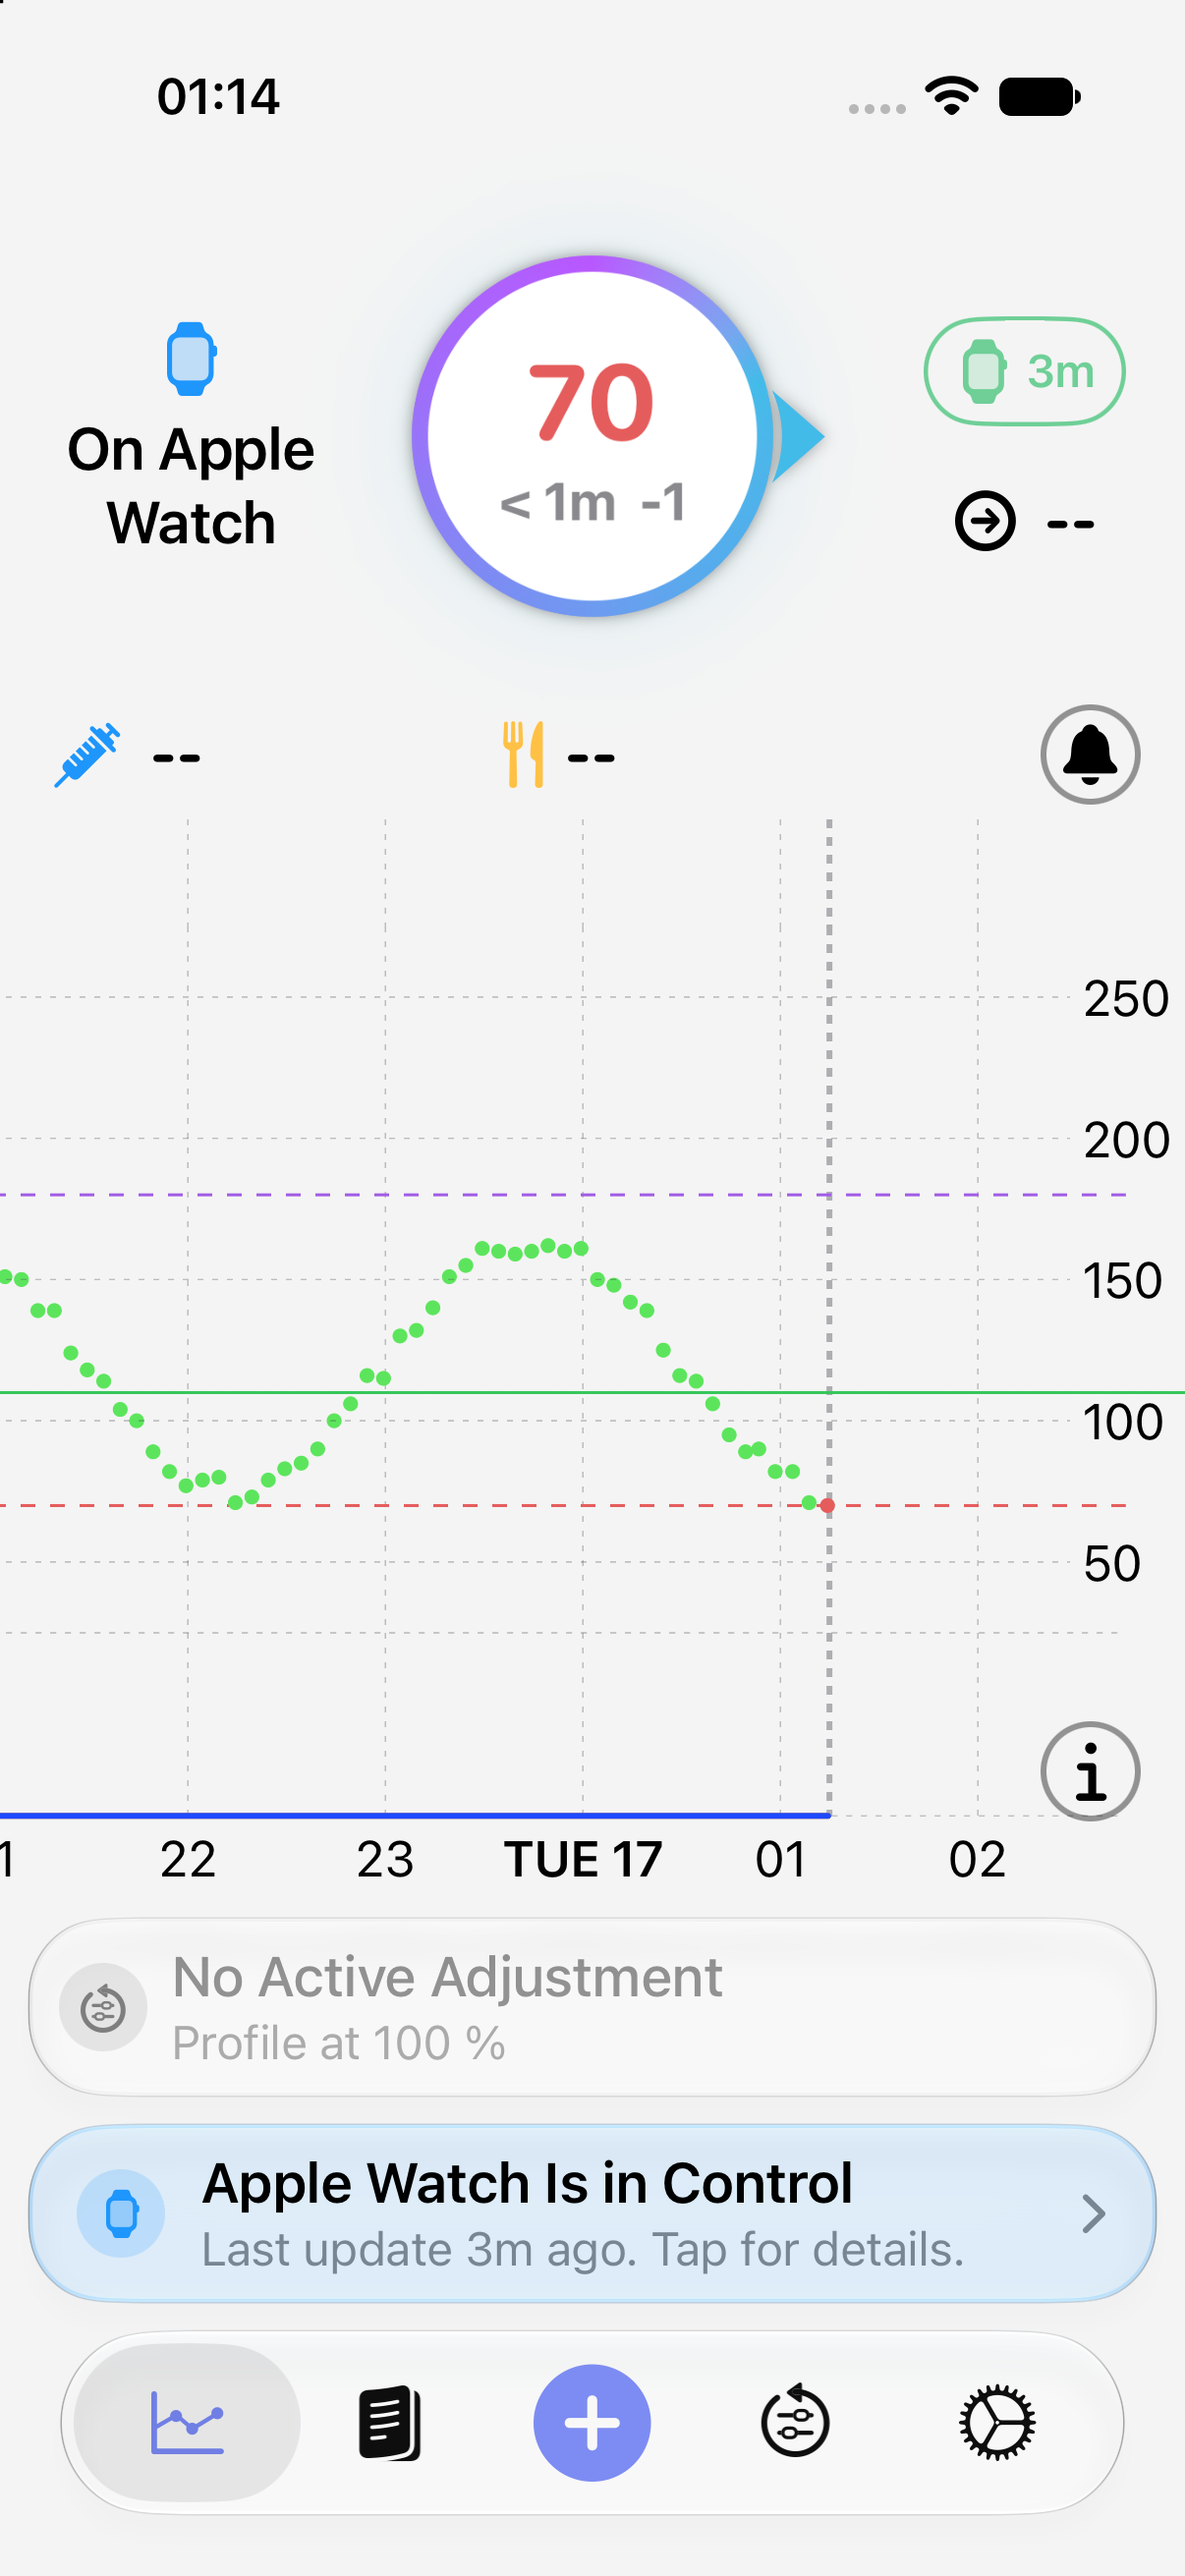 01:14
On Apple
Watch
70
< 1m -1
3m
--
--
--
250
200
150
100
50
1 22 23 TUE 17 01 02
No Active Adjustment
Profile at 100 %
Apple Watch Is in Control
Last update 3m ago. Tap for details.